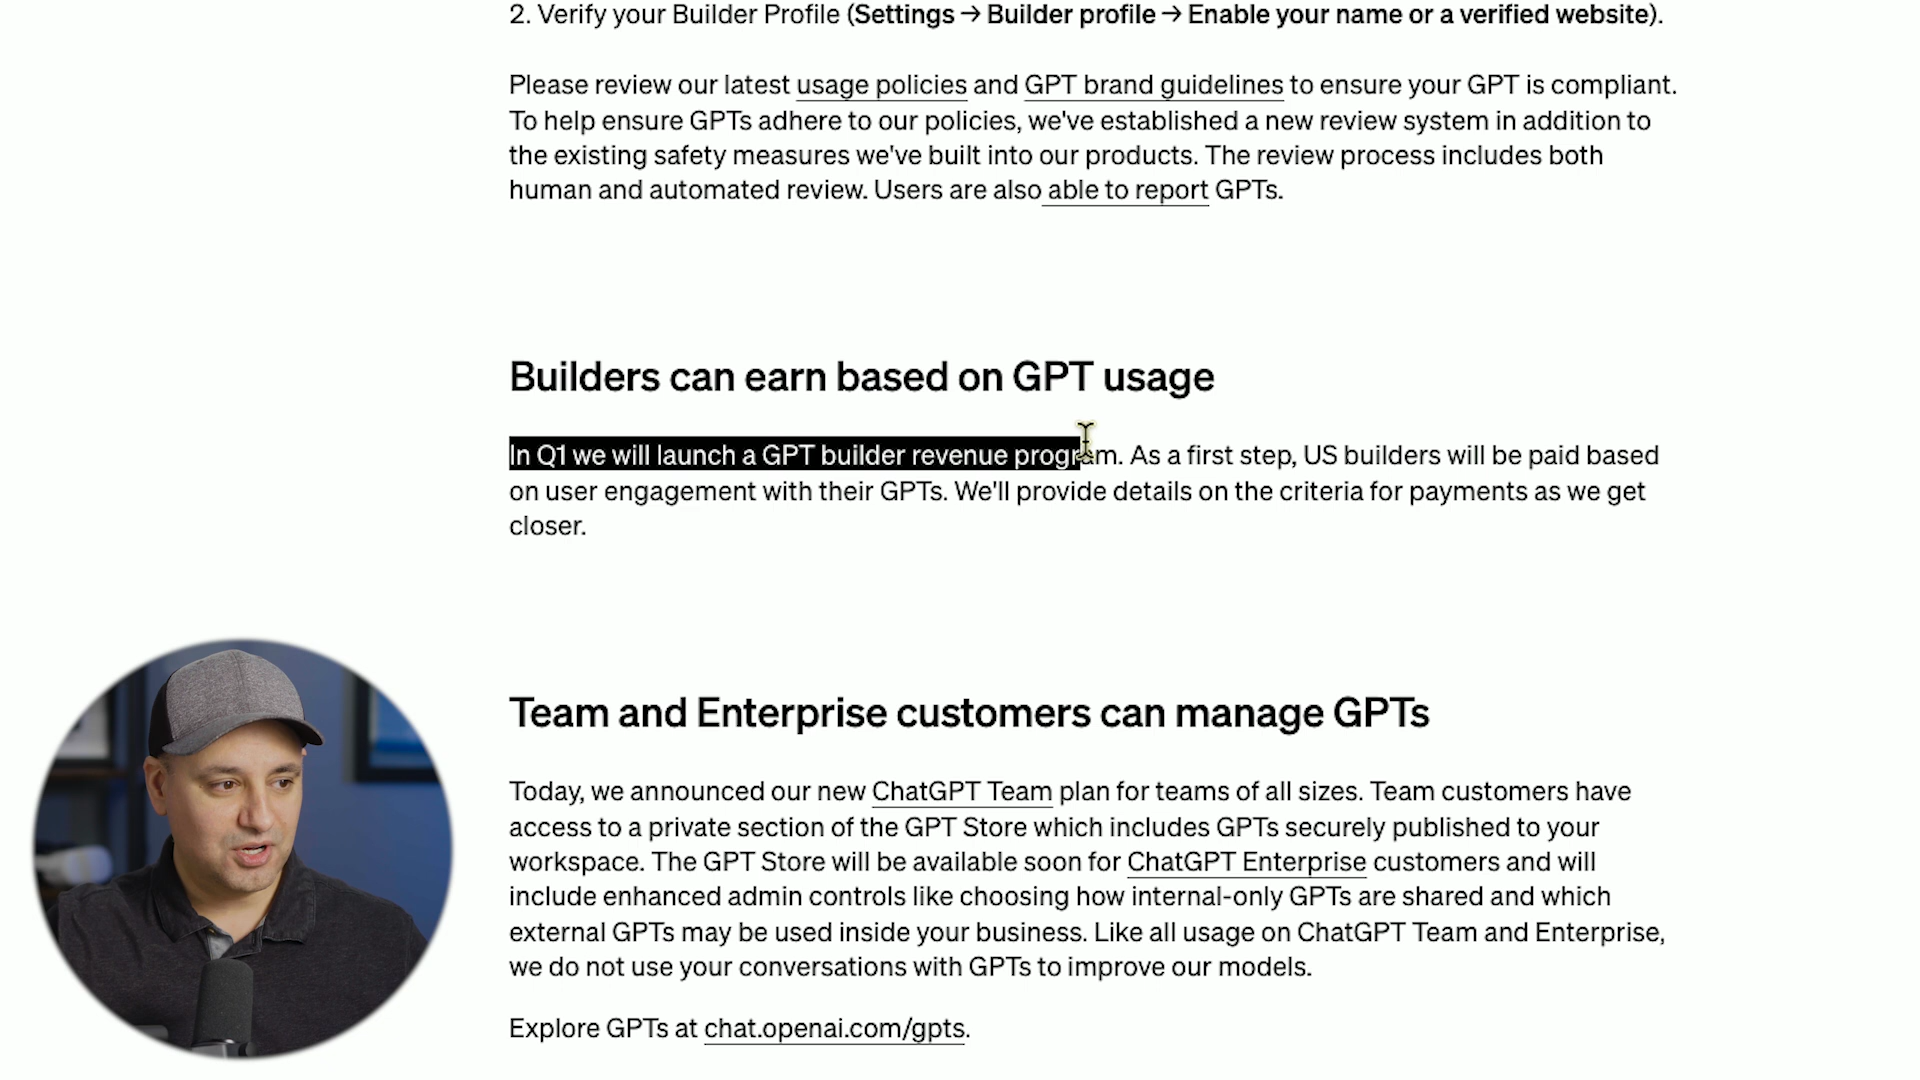 2. Verify your Builder Profile (Settings → Builder profile → Enable your name or a verified website).
Please review our latest usage policies and GPT brand guidelines to ensure your GPT is compliant.
To help ensure GPTs adhere to our policies, we've established a new review system in addition to
the existing safety measures we've built into our products. The review process includes both
human and automated review. Users are also able to report GPTs.
Builders can earn based on GPT usage
In Q1 we will launch a GPT builder revenue program. As a first step, US builders will be paid based
on user engagement with their GPTs. We'll provide details on the criteria for payments as we get
closer.
Team and Enterprise customers can manage GPTs
Today, we announced our new ChatGPT Team plan for teams of all sizes. Team customers have
access to a private section of the GPT Store which includes GPTs securely published to your
workspace. The GPT Store will be available soon for ChatGPT Enterprise customers and will
include enhanced admin controls like choosing how internal-only GPTs are shared and which
external GPTs may be used inside your business. Like all usage on ChatGPT Team and Enterprise,
we do not use your conversations with GPTs to improve our models.
Explore GPTs at chat.openai.com/gpts.